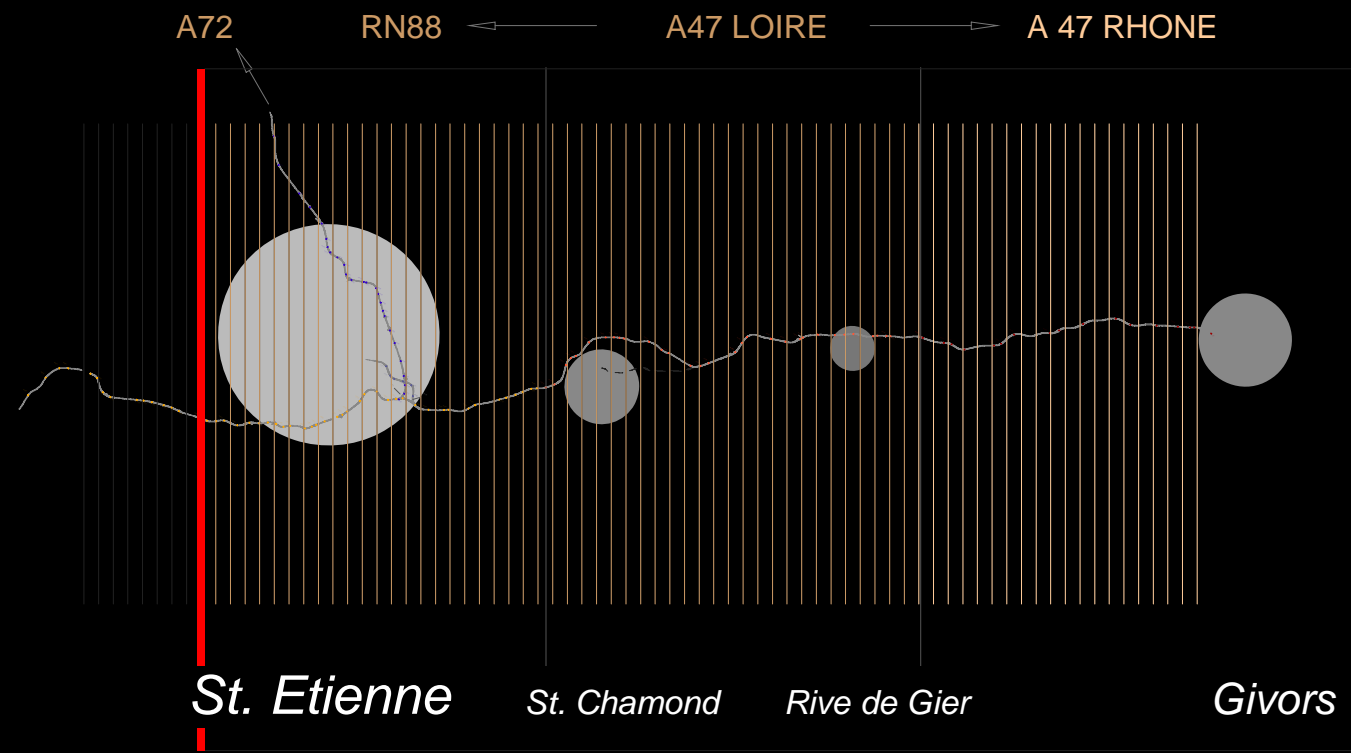 A72 RN88 A47 LOIRE A 47 RHONE
St. Etienne St. Chamond Rive de Gier Givors